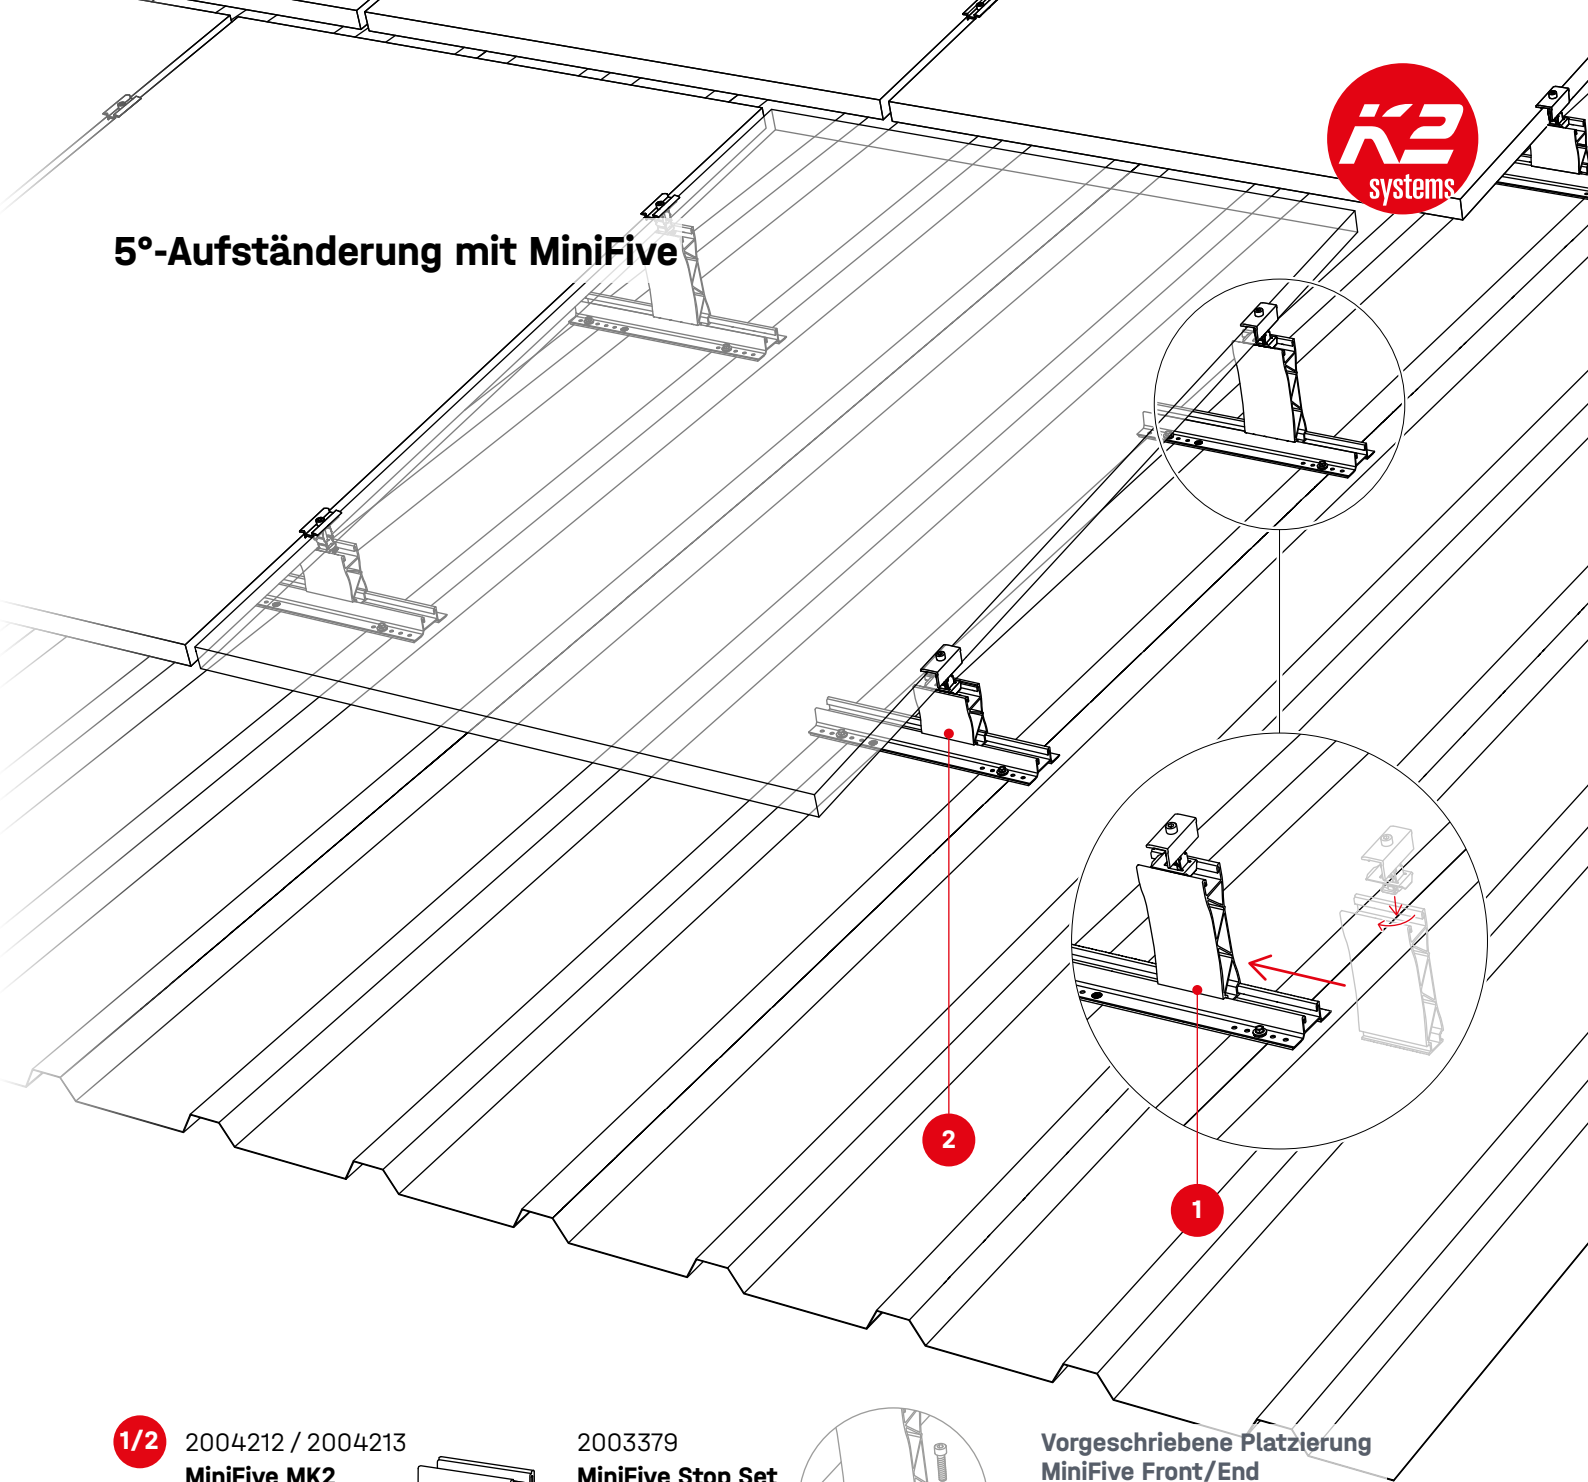 K2
systems
5°-Aufständerung mit MiniFive
2
1
1/2
2004212 / 2004213
MiniFive MK2
2003379
MiniFive Stop Set
Vorgeschriebene Platzierung
MiniFive Front/End